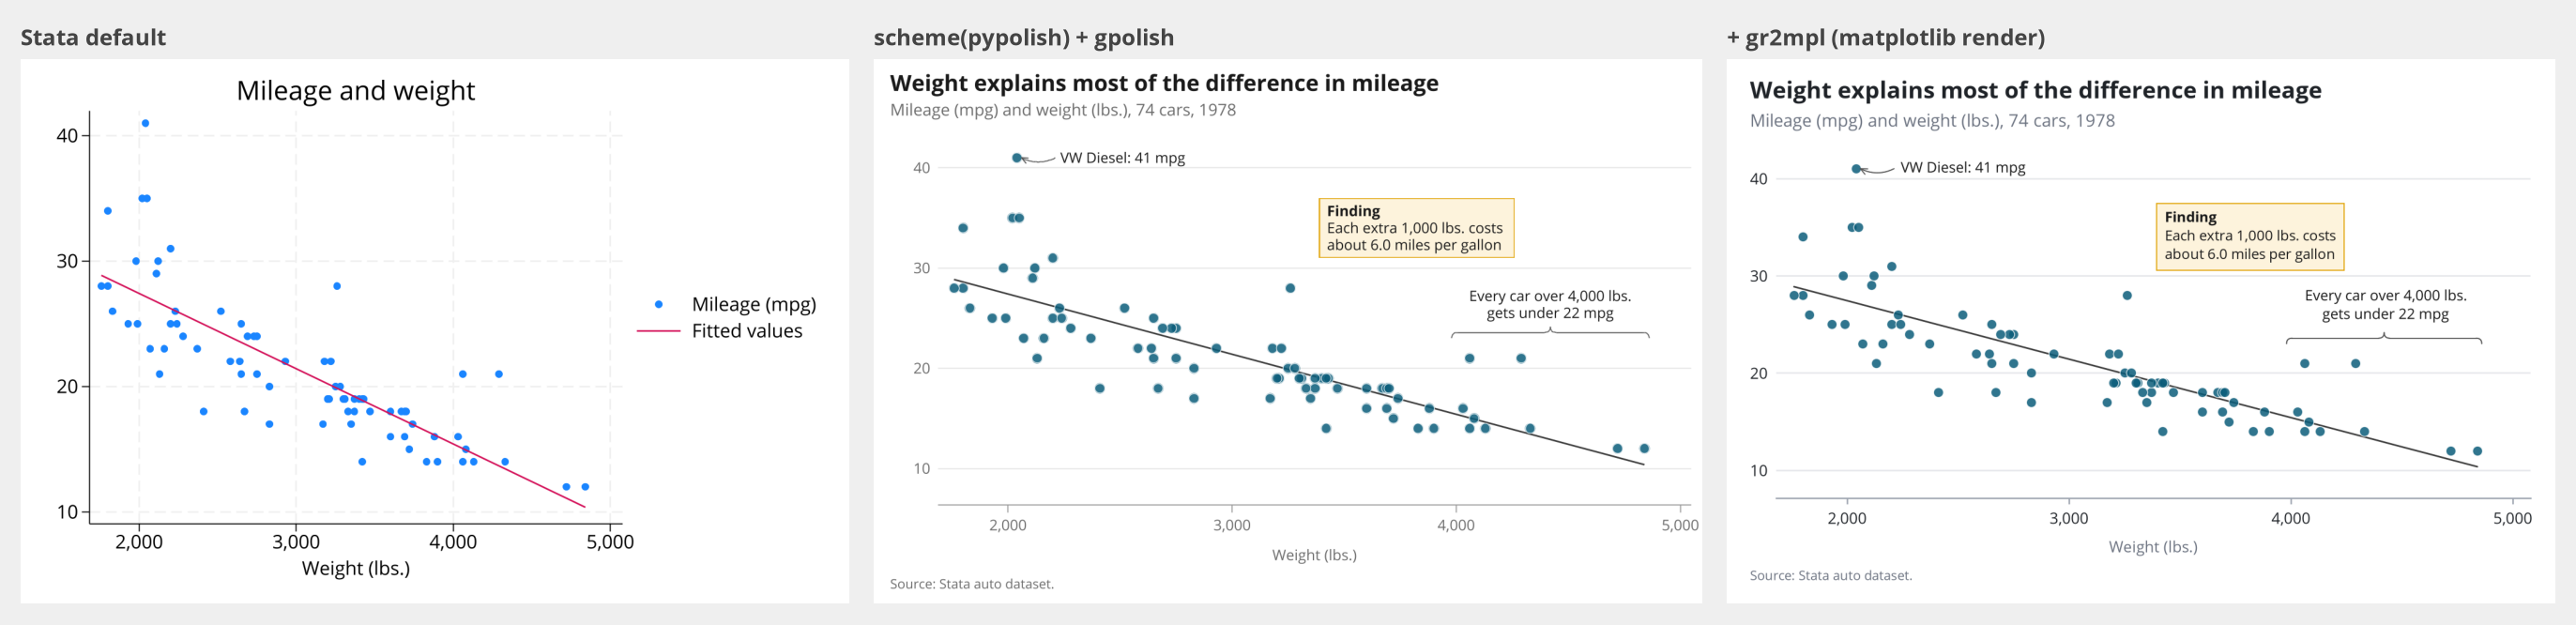 Stata default
Mileage and weight
40
30
20
10
2,000 3,000 4,000 5,000
Weight (lbs.)
Mileage (mpg)
Fitted values
scheme(pypolish) + gpolish
Weight explains most of the difference in mileage
Mileage (mpg) and weight (lbs.), 74 cars, 1978
VW Diesel: 41 mpg
40
Finding
Each extra 1,000 lbs. costs
about 6.0 miles per gallon
30
Every car over 4,000 lbs.
gets under 22 mpg
20
10
2,000 3,000 4,000 5,000
Weight (lbs.)
Source: Stata auto dataset.
+ gr2mpl (matplotlib render)
Weight explains most of the difference in mileage
Mileage (mpg) and weight (lbs.), 74 cars, 1978
VW Diesel: 41 mpg
40
Finding
Each extra 1,000 lbs. costs
about 6.0 miles per gallon
30
Every car over 4,000 lbs.
gets under 22 mpg
20
10
2,000 3,000 4,000 5,000
Weight (lbs.)
Source: Stata auto dataset.